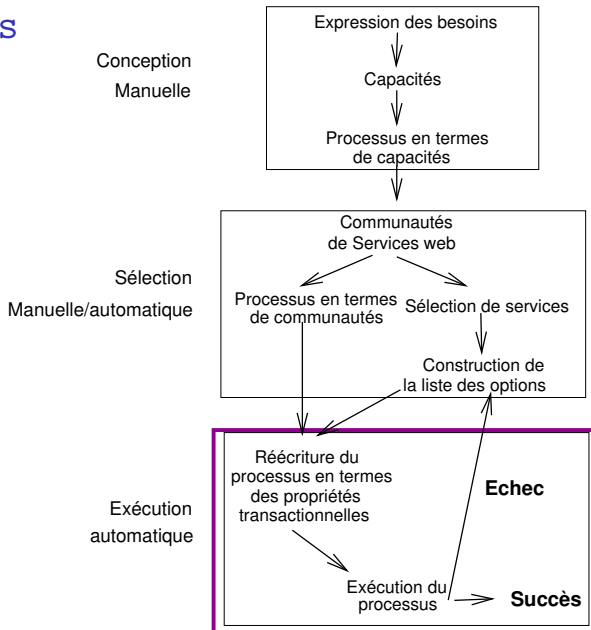 s
Expression des besoins
Conception
Manuelle
Capacités
Processus en termes
de capacités
Communautés
de Services web
Sélection
Manuelle/automatique
Processus en termes
de communautés
Sélection de services
Construction de
la liste des options
Réécriture du
processus en termes
des propriétés
transactionnelles
Echec
Exécution
automatique
Exécution du
processus
Succès